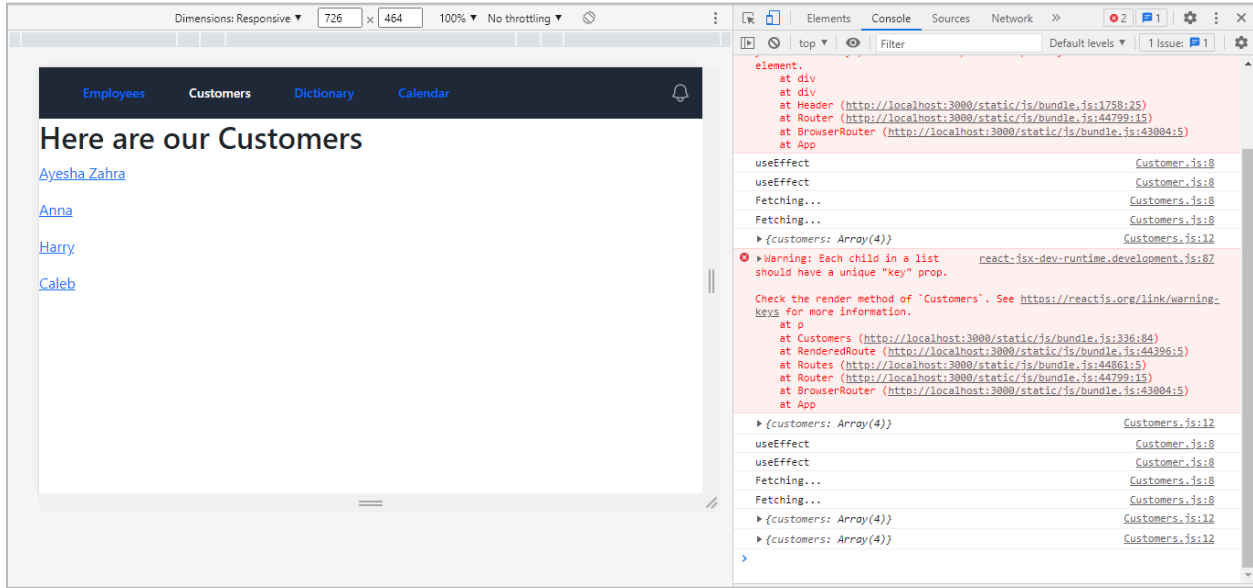 Dimensions: Responsive ▼ 726 × 464 100% ▼ No throttling ▼
Employees Customers Dictionary Calendar
Here are our Customers
Ayesha Zahra
Anna
Harry
Caleb
Elements Console Sources Network » 2 1
top ▼ Filter Default levels ▼ 1 Issue: 1
element.
at div
at div
at Header (http://localhost:3000/static/js/bundle.js:1758:25)
at Router (http://localhost:3000/static/js/bundle.js:44799:15)
at BrowserRouter (http://localhost:3000/static/js/bundle.js:43004:5)
at App
useEffect Customer.js:8
useEffect Customer.js:8
Fetching... Customers.js:8
Fetching... Customers.js:8
▶{customers: Array(4)} Customers.js:12
▶Warning: Each child in a list react-jsx-dev-runtime.development.js:87
should have a unique "key" prop.
Check the render method of `Customers`. See https://reactjs.org/link/warning-
keys for more information.
at p
at Customers (http://localhost:3000/static/js/bundle.js:336:84)
at RenderedRoute (http://localhost:3000/static/js/bundle.js:44396:5)
at Routes (http://localhost:3000/static/js/bundle.js:44861:5)
at Router (http://localhost:3000/static/js/bundle.js:44799:15)
at BrowserRouter (http://localhost:3000/static/js/bundle.js:43004:5)
at App
▶{customers: Array(4)} Customers.js:12
useEffect Customer.js:8
useEffect Customer.js:8
Fetching... Customers.js:8
Fetching... Customers.js:8
▶{customers: Array(4)} Customers.js:12
▶{customers: Array(4)} Customers.js:12
>